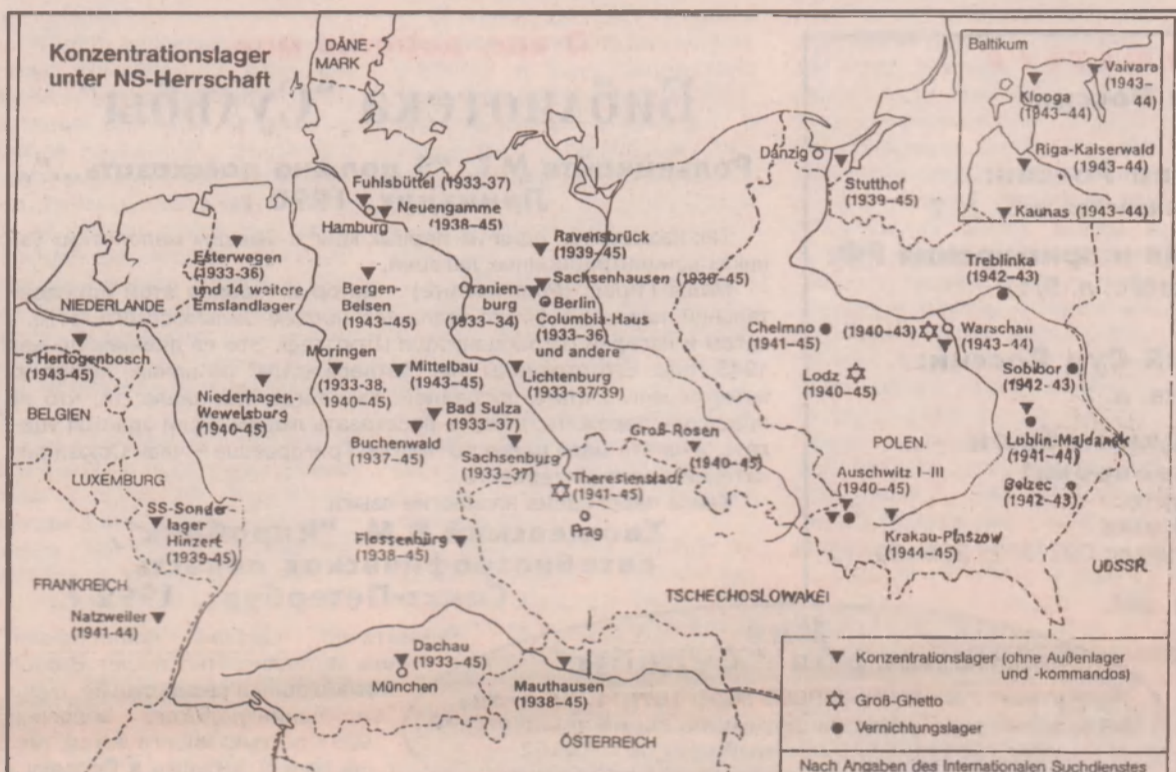 Konzentrationslager
unter NS-Herrschaft
DÄNE-
MARK
Baltikum
Vaivara
(1943-
44)
Klooga
(1943-44)
Riga-Kaiserwald
(1943-44)
Kaunas (1943-44)
Danzig
Stutthof
(1939-45)
Fuhlsbüttel (1933-37)
Neuengamme
(1938-45)
Hamburg
Ravensbrück
(1939-45)
Esterwegen
(1933-36)
und 14 weitere
Emslandlager
Bergen-
Belsen
(1943-45)
Sachsenhausen (1936-45)
Oranien-
burg
(1933-34)
Berlin
Columbia-Haus
(1933-36)
und andere
Treblinka
(1942-43)
NIEDERLANDE
Chelmno
(1941-45)
(1940-43)
Warschau
(1943-44)
s'Hertogenbosch
(1943-45)
Moringen
(1933-38,
1940-45)
Mittelbau
(1943-45)
Lichtenburg
(1933-37/39)
Lodz
(1940-45)
Sobibor
(1942-43)
BELGIEN
Niederhagen-
Wewelsburg
(1940-45)
Bad Sulza
(1933-37)
Buchenwald
(1937-45)
Sachsenburg
(1933-37)
Groß-Rosen
(1940-45)
POLEN
Lublin-Majdanek
(1941-44)
LUXEMBURG
Theresienstadt
(1941-45)
Auschwitz I-III
(1940-45)
Belzec
(1942-43)
SS-Sonder
lager
Hinzert
(1939-45)
Prag
Krakau-Plaszow
(1944-45)
Flossenbürg
(1938-45)
UDSSR
FRANKREICH
TSCHECHOSLOWAKEI
Natzweiler
(1941-44)
Dachau
(1933-45)
München
Mauthausen
(1938-45)
ÖSTERREICH
Konzentrationslager (ohne Außenlager
und -kommandos)
Groß-Ghetto
Vernichtungslager
Nach Angaben des Internationalen Suchdienstes